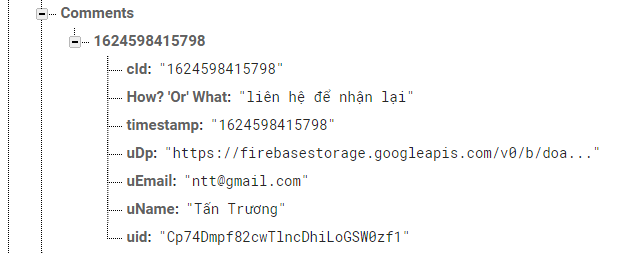 Comments
1624598415798
cId: "1624598415798"
How? 'Or' What: "liên hệ để nhận lại"
timestamp: "1624598415798"
uDp: "https://firebasestorage.googleapis.com/v0/b/doa..."
uEmail: "ntt@gmail.com"
uName: "Tấn Trương"
uid: "Cp74Dmpf82cwTlncDhiLoGSW0zf1"